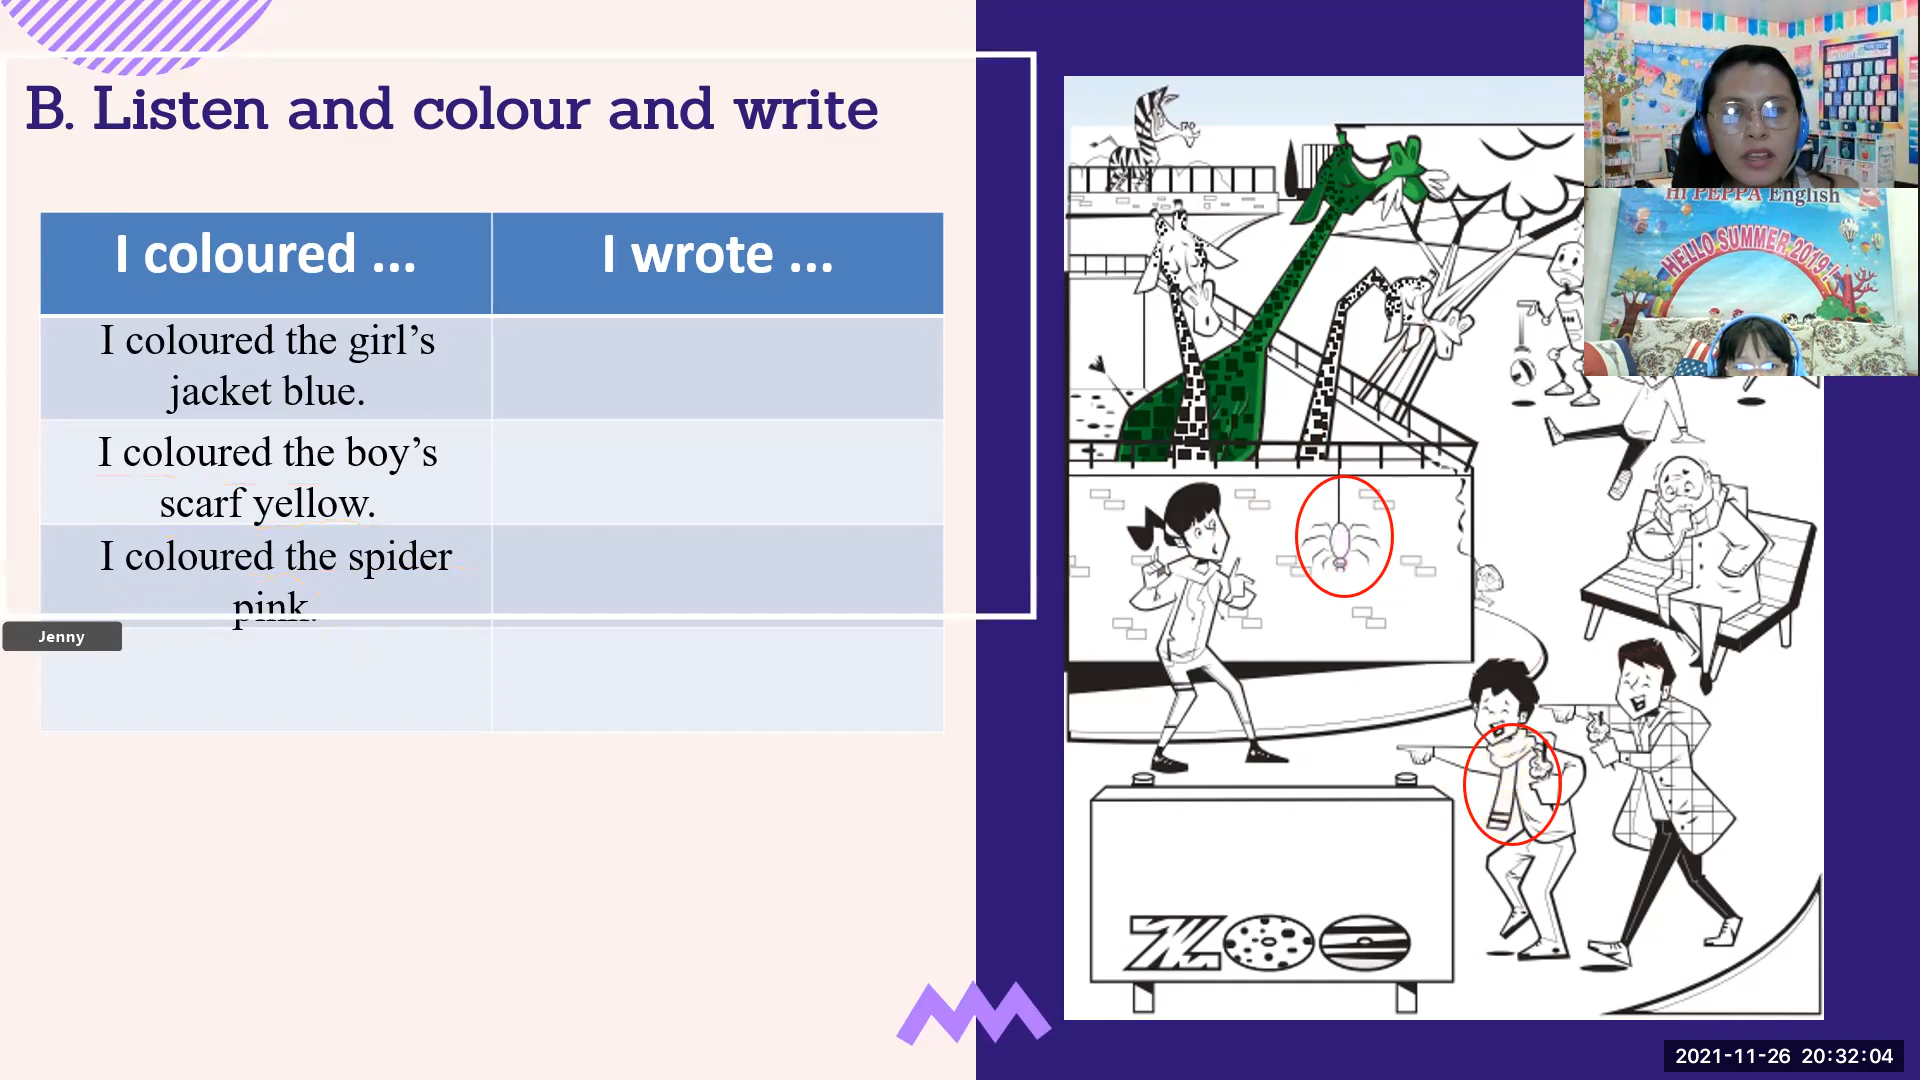 B. Listen and colour and write
I coloured ...
I wrote ...
I coloured the girl's
jacket blue.
I coloured the boy's
scarf yellow.
I coloured the spider
pink.
Jenny
ZOO
Hi PEPPA English
HELLO SUMMER 2019!
2021-11-26 20:32:04